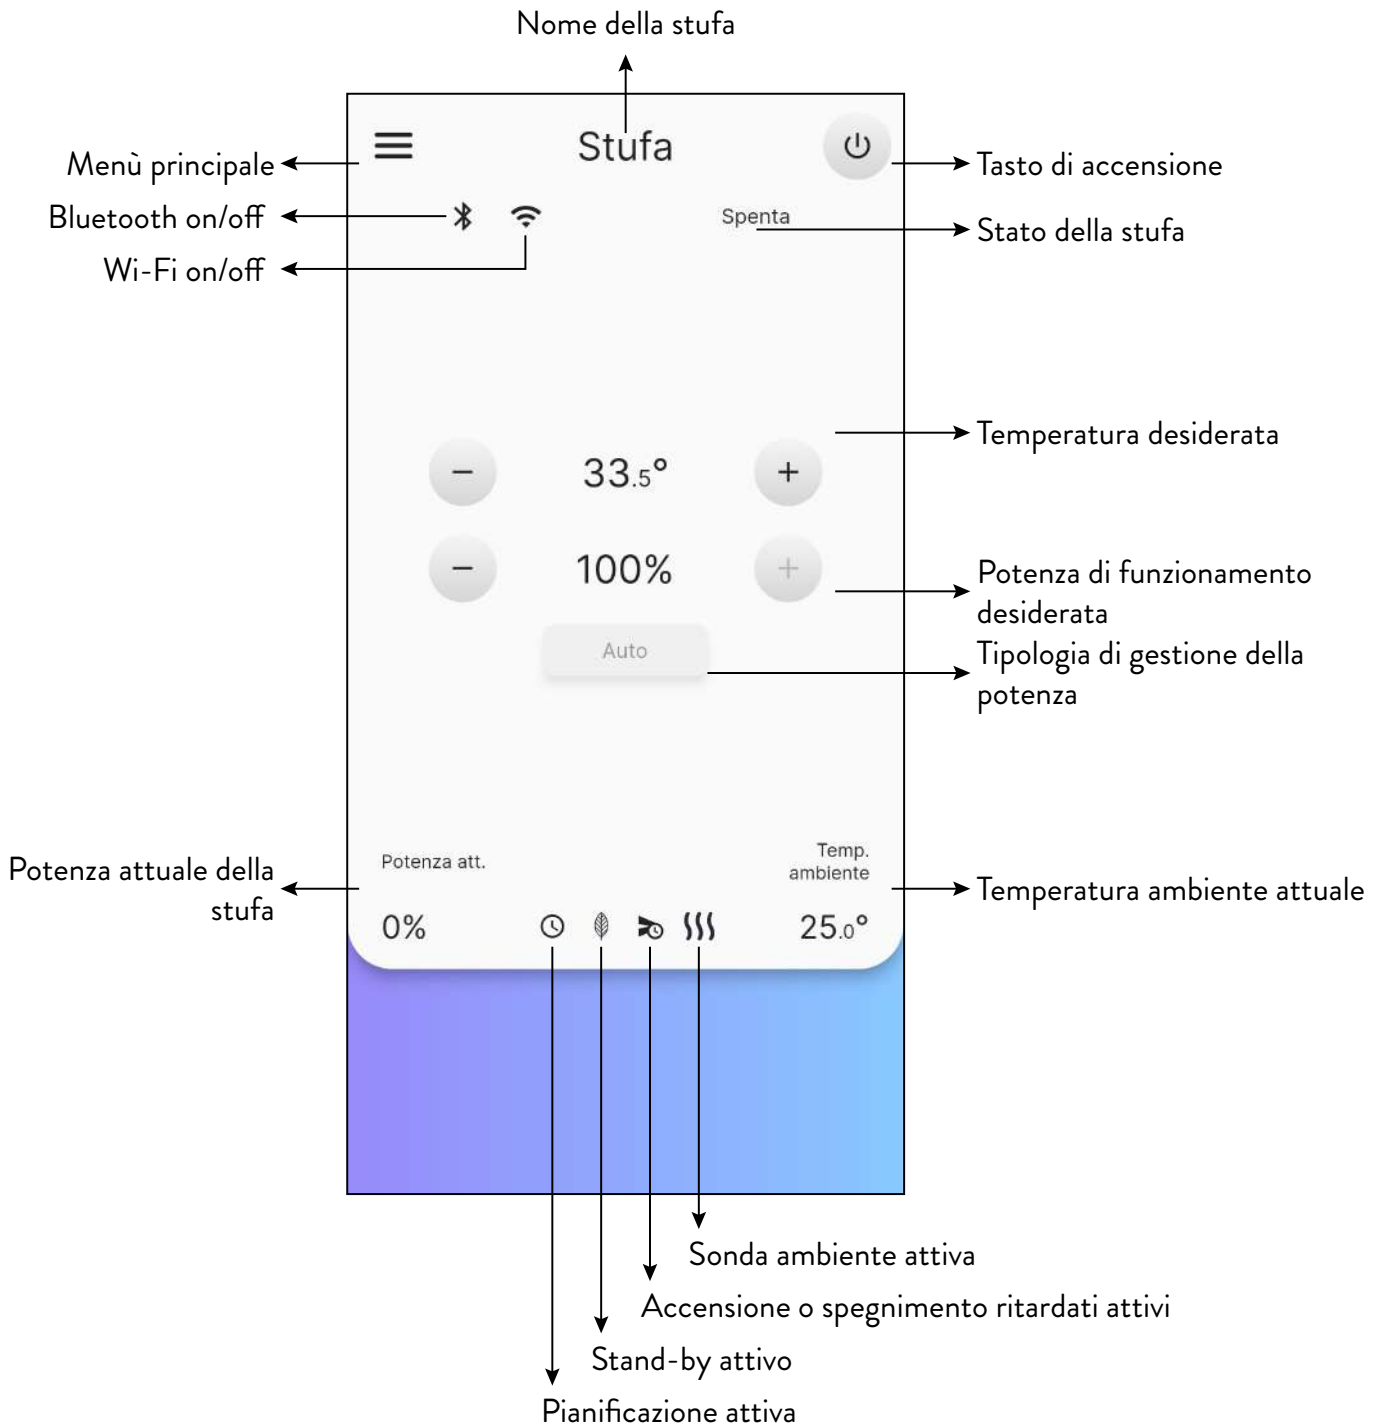 Nome della stufa
Stufa
Menù principale
Tasto di accensione
Bluetooth on/off
Spenta
Stato della stufa
Wi-Fi on/off
Temperatura desiderata
33.5°
100%
Potenza di funzionamento
desiderata
Auto
Tipologia di gestione della
potenza
Potenza att.
Temp.
ambiente
Potenza attuale della
stufa
Temperatura ambiente attuale
0%
25.0°
Sonda ambiente attiva
Accensione o spegnimento ritardati attivi
Stand-by attivo
Pianificazione attiva